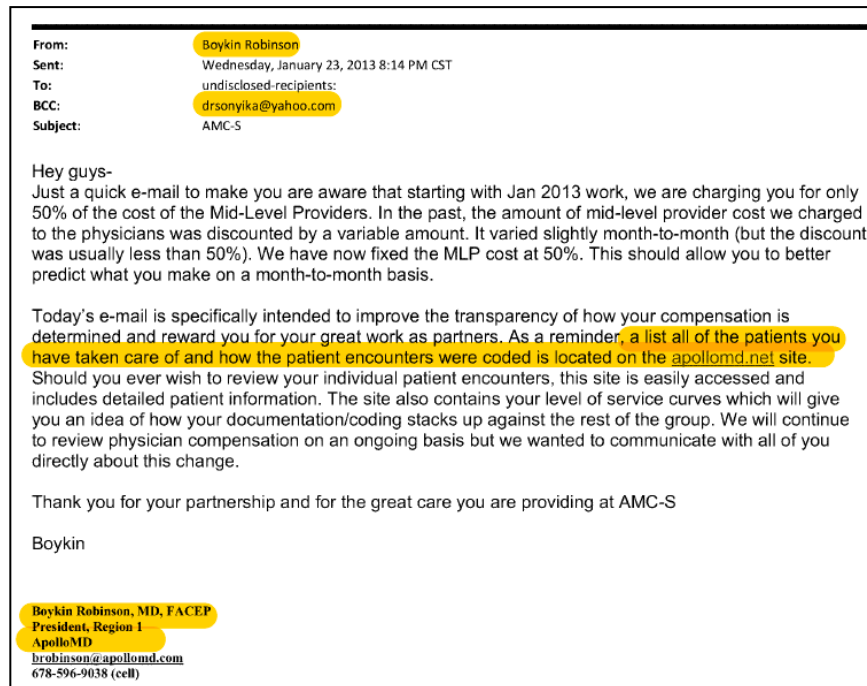 From: Boykin Robinson
Sent: Wednesday, January 23, 2013 8:14 PM CST
To: undisclosed-recipients:
BCC: drsonyika@yahoo.com
Subject: AMC-S
Hey guys-
Just a quick e-mail to make you are aware that starting with Jan 2013 work, we are charging you for only
50% of the cost of the Mid-Level Providers. In the past, the amount of mid-level provider cost we charged
to the physicians was discounted by a variable amount. It varied slightly month-to-month (but the discount
was usually less than 50%). We have now fixed the MLP cost at 50%. This should allow you to better
predict what you make on a month-to-month basis.
Today's e-mail is specifically intended to improve the transparency of how your compensation is
determined and reward you for your great work as partners. As a reminder, a list all of the patients you
have taken care of and how the patient encounters were coded is located on the apollomd.net site.
Should you ever wish to review your individual patient encounters, this site is easily accessed and
includes detailed patient information. The site also contains your level of service curves which will give
you an idea of how your documentation/coding stacks up against the rest of the group. We will continue
to review physician compensation on an ongoing basis but we wanted to communicate with all of you
directly about this change.
Thank you for your partnership and for the great care you are providing at AMC-S
Boykin
Boykin Robinson, MD, FACEP
President, Region 1
ApolloMD
brobinson@apollomd.com
678-596-9038 (cell)